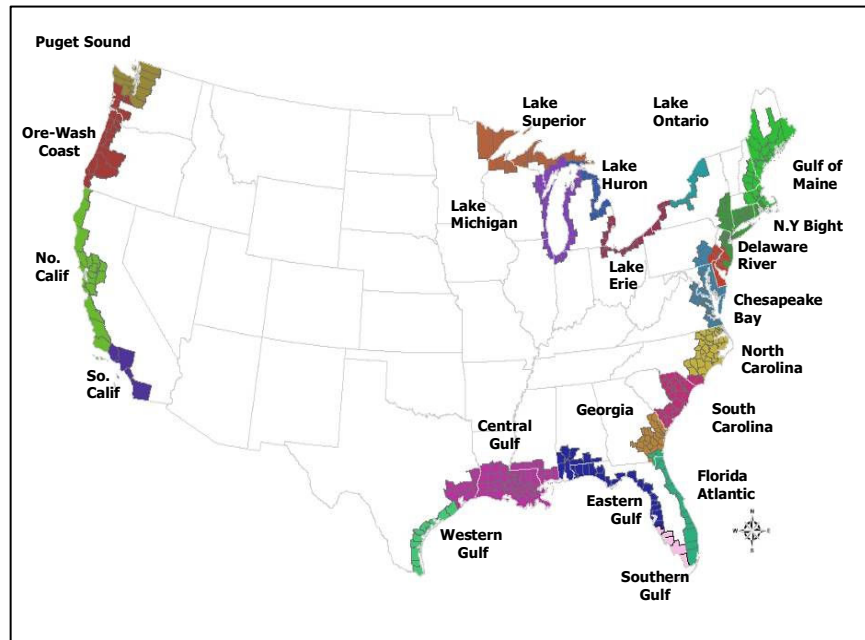 Puget Sound
Ore-Wash
Coast
No.
Calif
So.
Calif
Lake
Superior
Lake
Michigan
Lake
Huron
Lake
Erie
Lake
Ontario
Gulf of
Maine
N.Y Bight
Delaware
River
Chesapeake
Bay
North
Carolina
South
Carolina
Georgia
Florida
Atlantic
Central
Gulf
Eastern
Gulf
Western
Gulf
Southern
Gulf
N
W
E
S